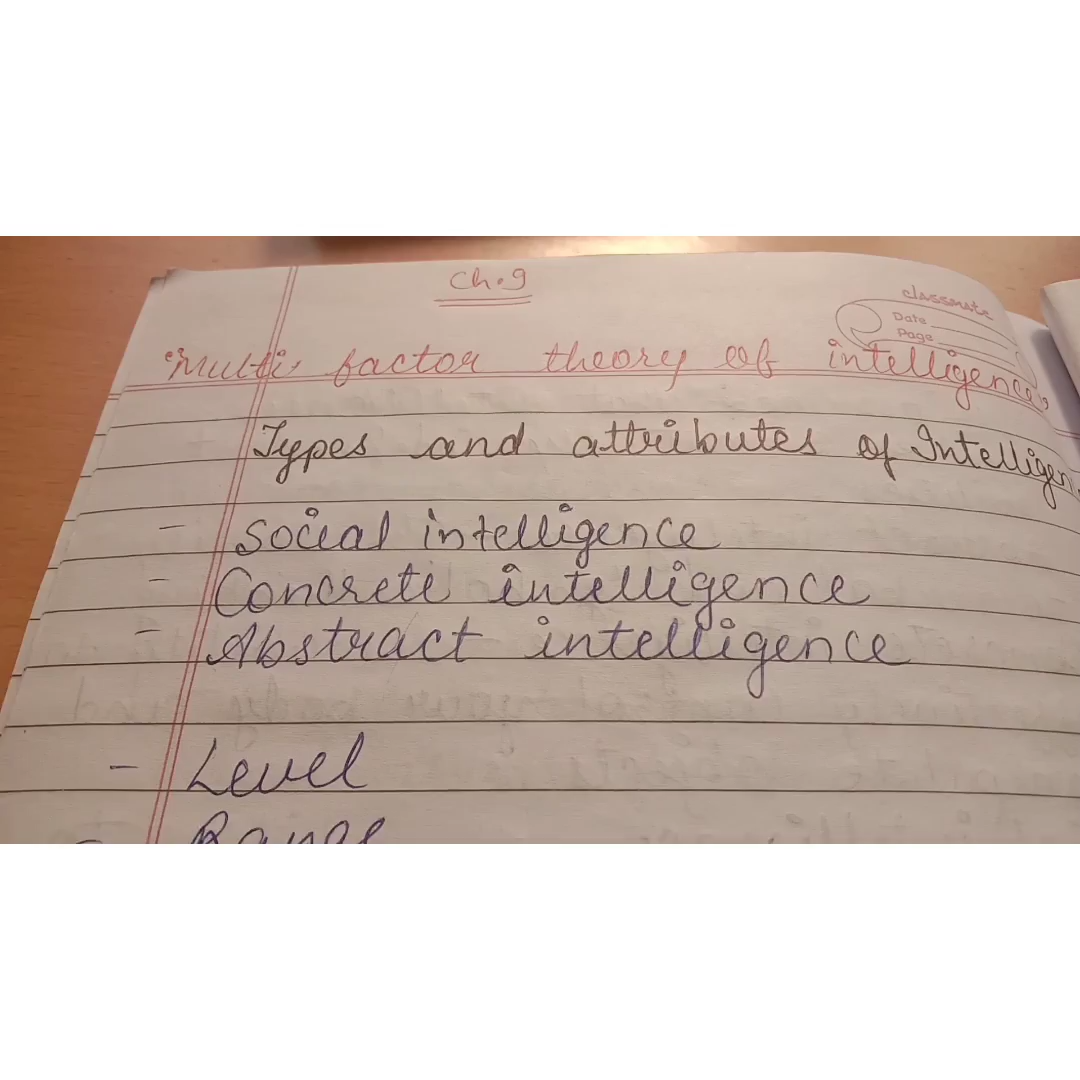 Ch.9
classmate
Date
Page
"Multi factor theory of intelligence"
Types and attributes of Intelligen
- Social intelligence
- Concrete intelligence
- Abstract intelligence
- Level
- Range